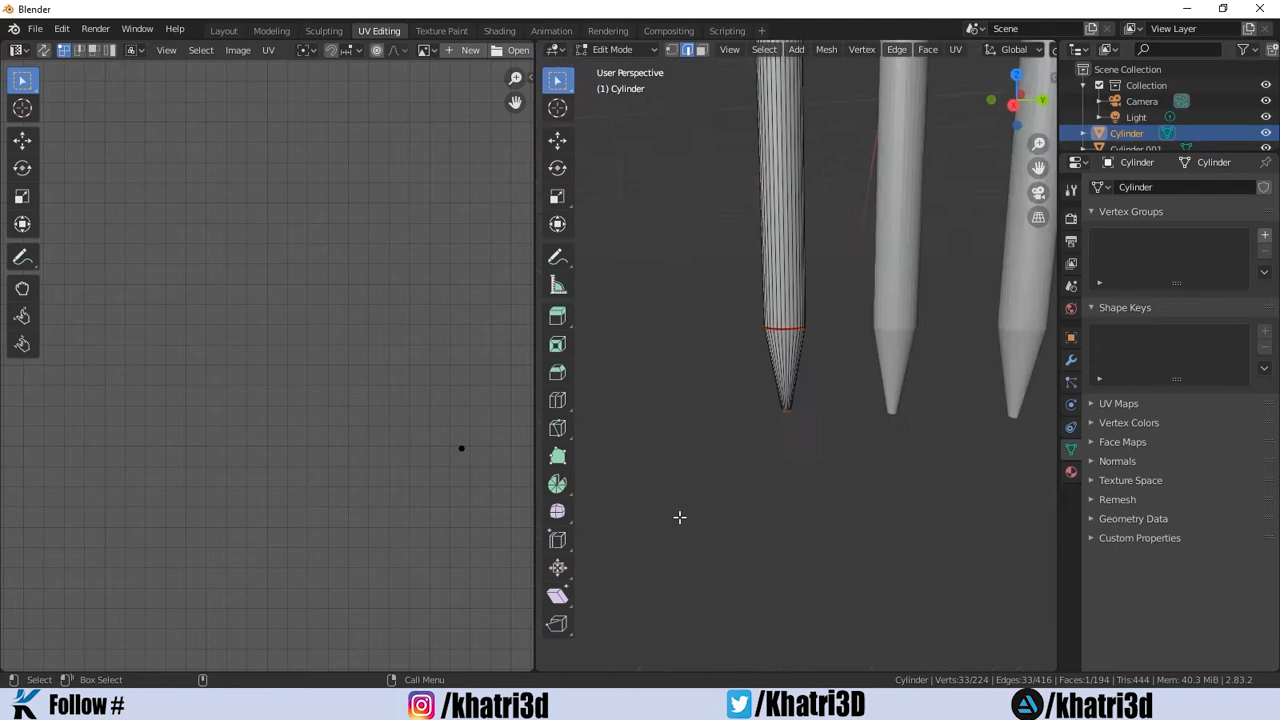 Blender
File Edit Render Window Help Layout Modeling Sculpting UV Editing Texture Paint Shading Animation Rendering Compositing Scripting + Scene View Layer
View Select Image UV New Open Edit Mode View Select Add Mesh Vertex Edge Face UV Global
User Perspective
(1) Cylinder
Z
Y
X
Scene Collection
Collection
Camera
Light
Cylinder
Cylinder.001
Cylinder Cylinder
Cylinder
Vertex Groups
Shape Keys
UV Maps
Vertex Colors
Face Maps
Normals
Texture Space
Remesh
Geometry Data
Custom Properties
Select Box Select Call Menu Cylinder | Verts:33/224 | Edges:33/416 | Faces:1/194 | Tris:444 | Mem: 40.3 MiB | 2.83.2
Follow # /khatri3d /Khatri3D /khatri3d